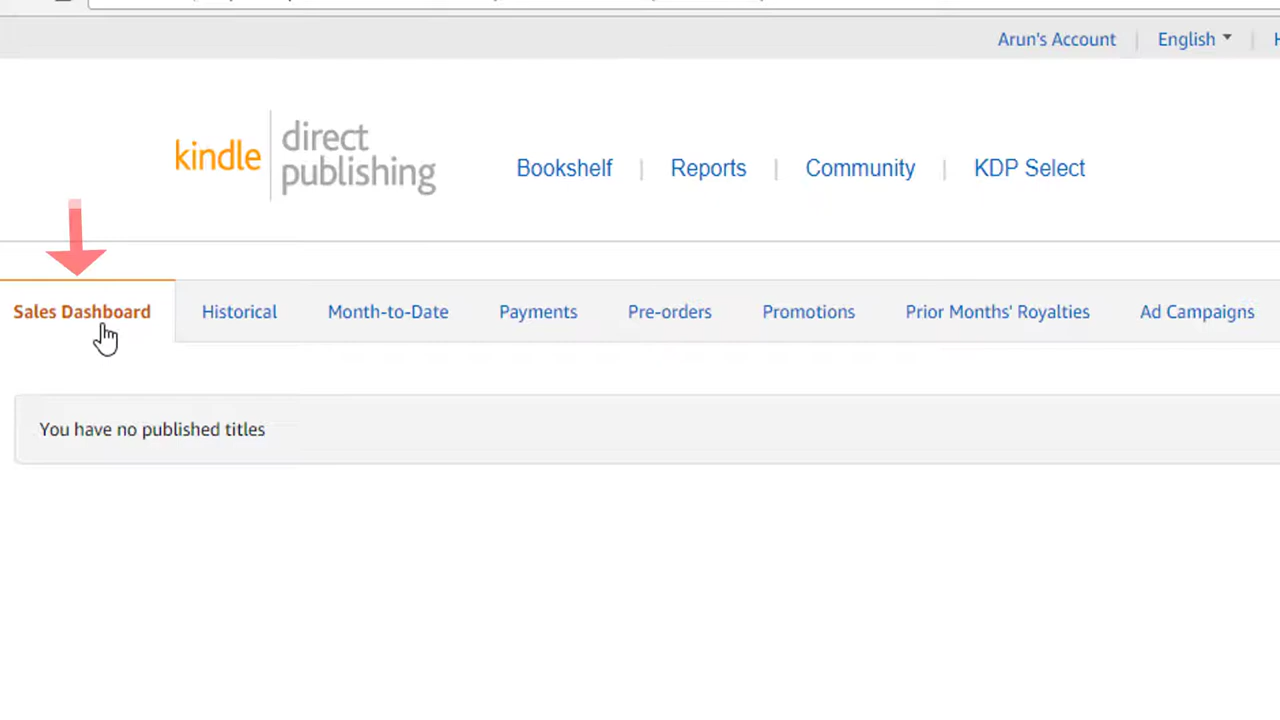 Arun's Account | English
kindle direct publishing
Bookshelf | Reports | Community | KDP Select
Sales Dashboard Historical Month-to-Date Payments Pre-orders Promotions Prior Months' Royalties Ad Campaigns
You have no published titles